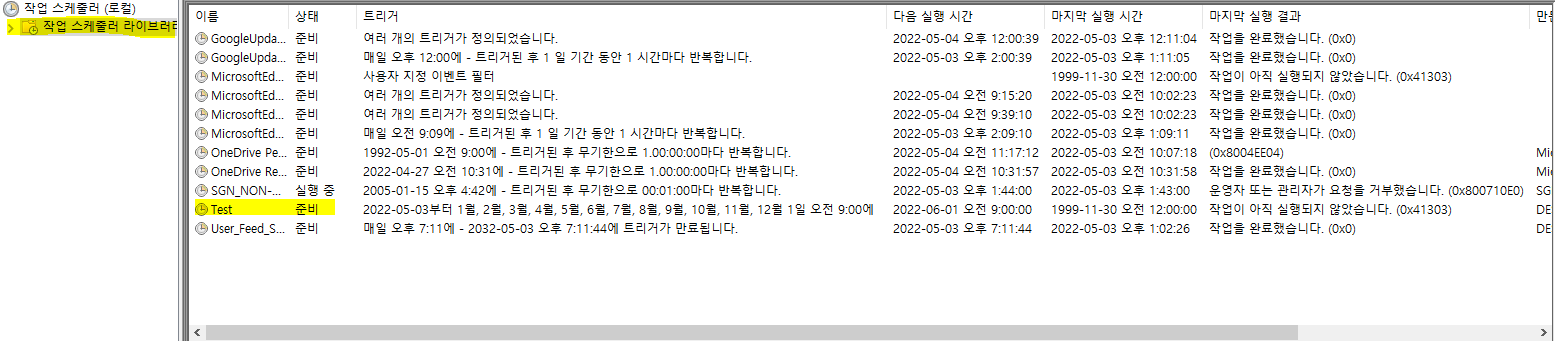 작업 스케줄러 (로컬)
작업 스케줄러 라이브러리
이름 상태 트리거 다음 실행 시간 마지막 실행 시간 마지막 실행 결과 만든
GoogleUpda... 준비 여러 개의 트리거가 정의되었습니다. 2022-05-04 오후 12:00:39 2022-05-03 오후 12:11:04 작업을 완료했습니다. (0x0)
GoogleUpda... 준비 매일 오후 12:00에 - 트리거된 후 1 일 기간 동안 1 시간마다 반복합니다. 2022-05-03 오후 2:00:39 2022-05-03 오후 1:11:05 작업을 완료했습니다. (0x0)
MicrosoftEd... 준비 사용자 지정 이벤트 필터 1999-11-30 오전 12:00:00 작업이 아직 실행되지 않았습니다. (0x41303)
MicrosoftEd... 준비 여러 개의 트리거가 정의되었습니다. 2022-05-04 오전 9:15:20 2022-05-03 오전 10:02:23 작업을 완료했습니다. (0x0)
MicrosoftEd... 준비 여러 개의 트리거가 정의되었습니다. 2022-05-04 오전 9:39:10 2022-05-03 오전 10:02:23 작업을 완료했습니다. (0x0)
MicrosoftEd... 준비 매일 오전 9:09에 - 트리거된 후 1 일 기간 동안 1 시간마다 반복합니다. 2022-05-03 오후 2:09:10 2022-05-03 오후 1:09:11 작업을 완료했습니다. (0x0)
OneDrive Pe... 준비 1992-05-01 오전 9:00에 - 트리거된 후 무기한으로 1.00:00:00마다 반복합니다. 2022-05-04 오전 11:17:12 2022-05-03 오전 10:07:18 (0x8004EE04) Mic
OneDrive Re... 준비 2022-04-27 오전 10:31에 - 트리거된 후 무기한으로 1.00:00:00마다 반복합니다. 2022-05-04 오전 10:31:57 2022-05-03 오전 10:31:58 작업을 완료했습니다. (0x0) Mic
SGN_NON-... 실행 중 2005-01-15 오후 4:42에 - 트리거된 후 무기한으로 00:01:00마다 반복합니다. 2022-05-03 오후 1:44:00 2022-05-03 오후 1:43:00 운영자 또는 관리자가 요청을 거부했습니다. (0x800710E0) SG
Test 준비 2022-05-03부터 1월, 2월, 3월, 4월, 5월, 6월, 7월, 8월, 9월, 10월, 11월, 12월 1일 오전 9:00에 2022-06-01 오전 9:00:00 1999-11-30 오전 12:00:00 작업이 아직 실행되지 않았습니다. (0x41303) DE
User_Feed_S... 준비 매일 오후 7:11에 - 2032-05-03 오후 7:11:44에 트리거가 만료됩니다. 2022-05-03 오후 7:11:44 2022-05-03 오후 1:02:26 작업을 완료했습니다. (0x0) DE